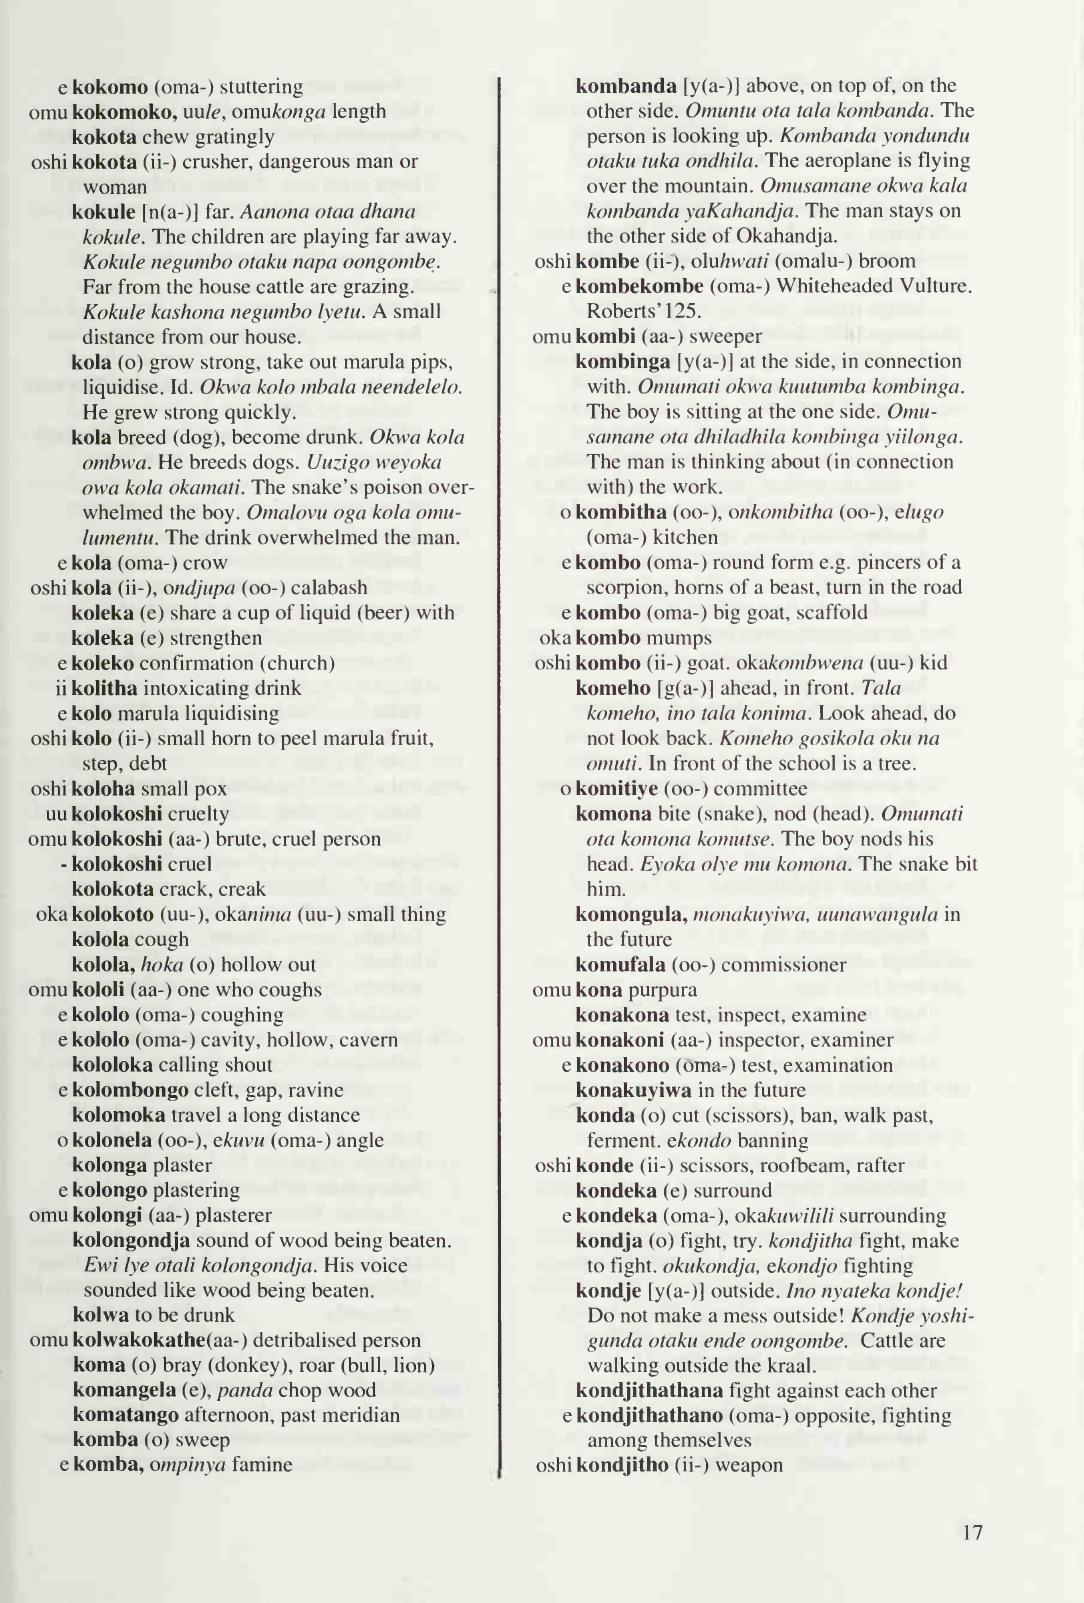 e kokomo (oma-) stuttering
omu kokomoko, uule, omukonga length
kokota chew gratingly
oshi kokota (ii-) crusher, dangerous man or
woman
kokule [n(a-)] far. Aanona otaa dhana
kokule. The children are playing far away.
Kokule negumbo otaku napa oongombe.
Far from the house cattle are grazing.
Kokule kashona negumbo lyetu. A small
distance from our house.
kola (o) grow strong, take out marula pips,
liquidise. Id. Okwa kolo mbala neendelelo.
He grew strong quickly.
kola breed (dog), become drunk. Okwa kola
ombwa. He breeds dogs. Uuzigo weyoka
owa kola okamati. The snake's poison over-
whelmed the boy. Omalovu oga kola omu-
lumentu. The drink overwhelmed the man.
e kola (oma-) crow
oshi kola (ii-), ondjupa (oo-) calabash
koleka (e) share a cup of liquid (beer) with
koleka (e) strengthen
e koleko confirmation (church)
ii kolitha intoxicating drink
e kolo marula liquidising
oshi kolo (ii-) small horn to peel marula fruit,
step, debt
oshi koloha small pox
uu kolokoshi cruelty
omu kolokoshi (aa-) brute, cruel person
- kolokoshi cruel
kolokota crack, creak
oka kolokoto (uu-), okanima (uu-) small thing
kolola cough
kolola, hoka (o) hollow out
omu kololi (aa-) one who coughs
e kololo (oma-) coughing
e kololo (oma-) cavity, hollow, cavern
kololoka calling shout
e kolombongo cleft, gap, ravine
kolomoka travel a long distance
o kolonela (oo-), ekuvu (oma-) angle
kolonga plaster
e kolongo plastering
omu kolongi (aa-) plasterer
kolongondja sound of wood being beaten.
Ewi lye otali kolongondja. His voice
sounded like wood being beaten.
kolwa to be drunk
omu kolwakokathe(aa-) detribalised person
koma (o) bray (donkey), roar (bull, lion)
komangela (e), panda chop wood
komatango afternoon, past meridian
komba (o) sweep
e komba, ompinya famine
kombanda [y(a-)] above, on top of, on the
other side. Omuntu ota tala kombanda. The
person is looking up. Kombanda yondundu
otaku tuka ondhila. The aeroplane is flying
over the mountain. Omusamane okwa kala
kombanda yaKahandja. The man stays on
the other side of Okahandja.
oshi kombe (ii-), oluhwati (omalu-) broom
e kombekombe (oma-) Whiteheaded Vulture.
Roberts' 125.
omu kombi (aa-) sweeper
kombinga [y(a-)] at the side, in connection
with. Omumati okwa kuutumba kombinga.
The boy is sitting at the one side. Omu-
samane ota dhiladhila kombinga yiilonga.
The man is thinking about (in connection
with) the work.
o kombitha (oo-), onkombitha (oo-), elugo
(oma-) kitchen
e kombo (oma-) round form e.g. pincers of a
scorpion, horns of a beast, turn in the road
e kombo (oma-) big goat, scaffold
oka kombo mumps
oshi kombo (ii-) goat. okakombwena (uu-) kid
komeho [g(a-)] ahead, in front. Tala
komeho, ino tala konima. Look ahead, do
not look back. Komeho gosikola oku na
omuti. In front of the school is a tree.
o komitiye (oo-) committee
komona bite (snake), nod (head). Omumati
ota komona komutse. The boy nods his
head. Eyoka olye mu komona. The snake bit
him.
komongula, monakuyiwa, uunawangula in
the future
komufala (oo-) commissioner
omu kona purpura
konakona test, inspect, examine
omu konakoni (aa-) inspector, examiner
e konakono (oma-) test, examination
konakuyiwa in the future
konda (o) cut (scissors), ban, walk past,
ferment. ekondo banning
oshi konde (ii-) scissors, roofbeam, rafter
kondeka (e) surround
e kondeka (oma-), okakuwilili surrounding
kondja (o) fight, try. kondjitha fight, make
to fight. okukondja, ekondjo fighting
kondje [y(a-)] outside. Ino nyateka kondje!
Do not make a mess outside! Kondje yoshi-
gunda otaku ende oongombe. Cattle are
walking outside the kraal.
kondjithathana fight against each other
e kondjithathano (oma-) opposite, fighting
among themselves
oshi kondjitho (ii-) weapon
17